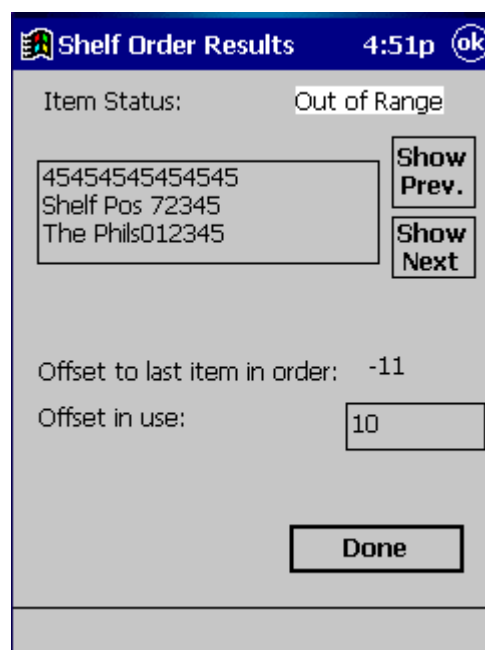 Shelf Order Results 4:51p ok
Item Status: Out of Range
45454545454545
Shelf Pos 72345
The Phils012345
Show
Prev.
Show
Next
Offset to last item in order: -11
Offset in use: 10
Done